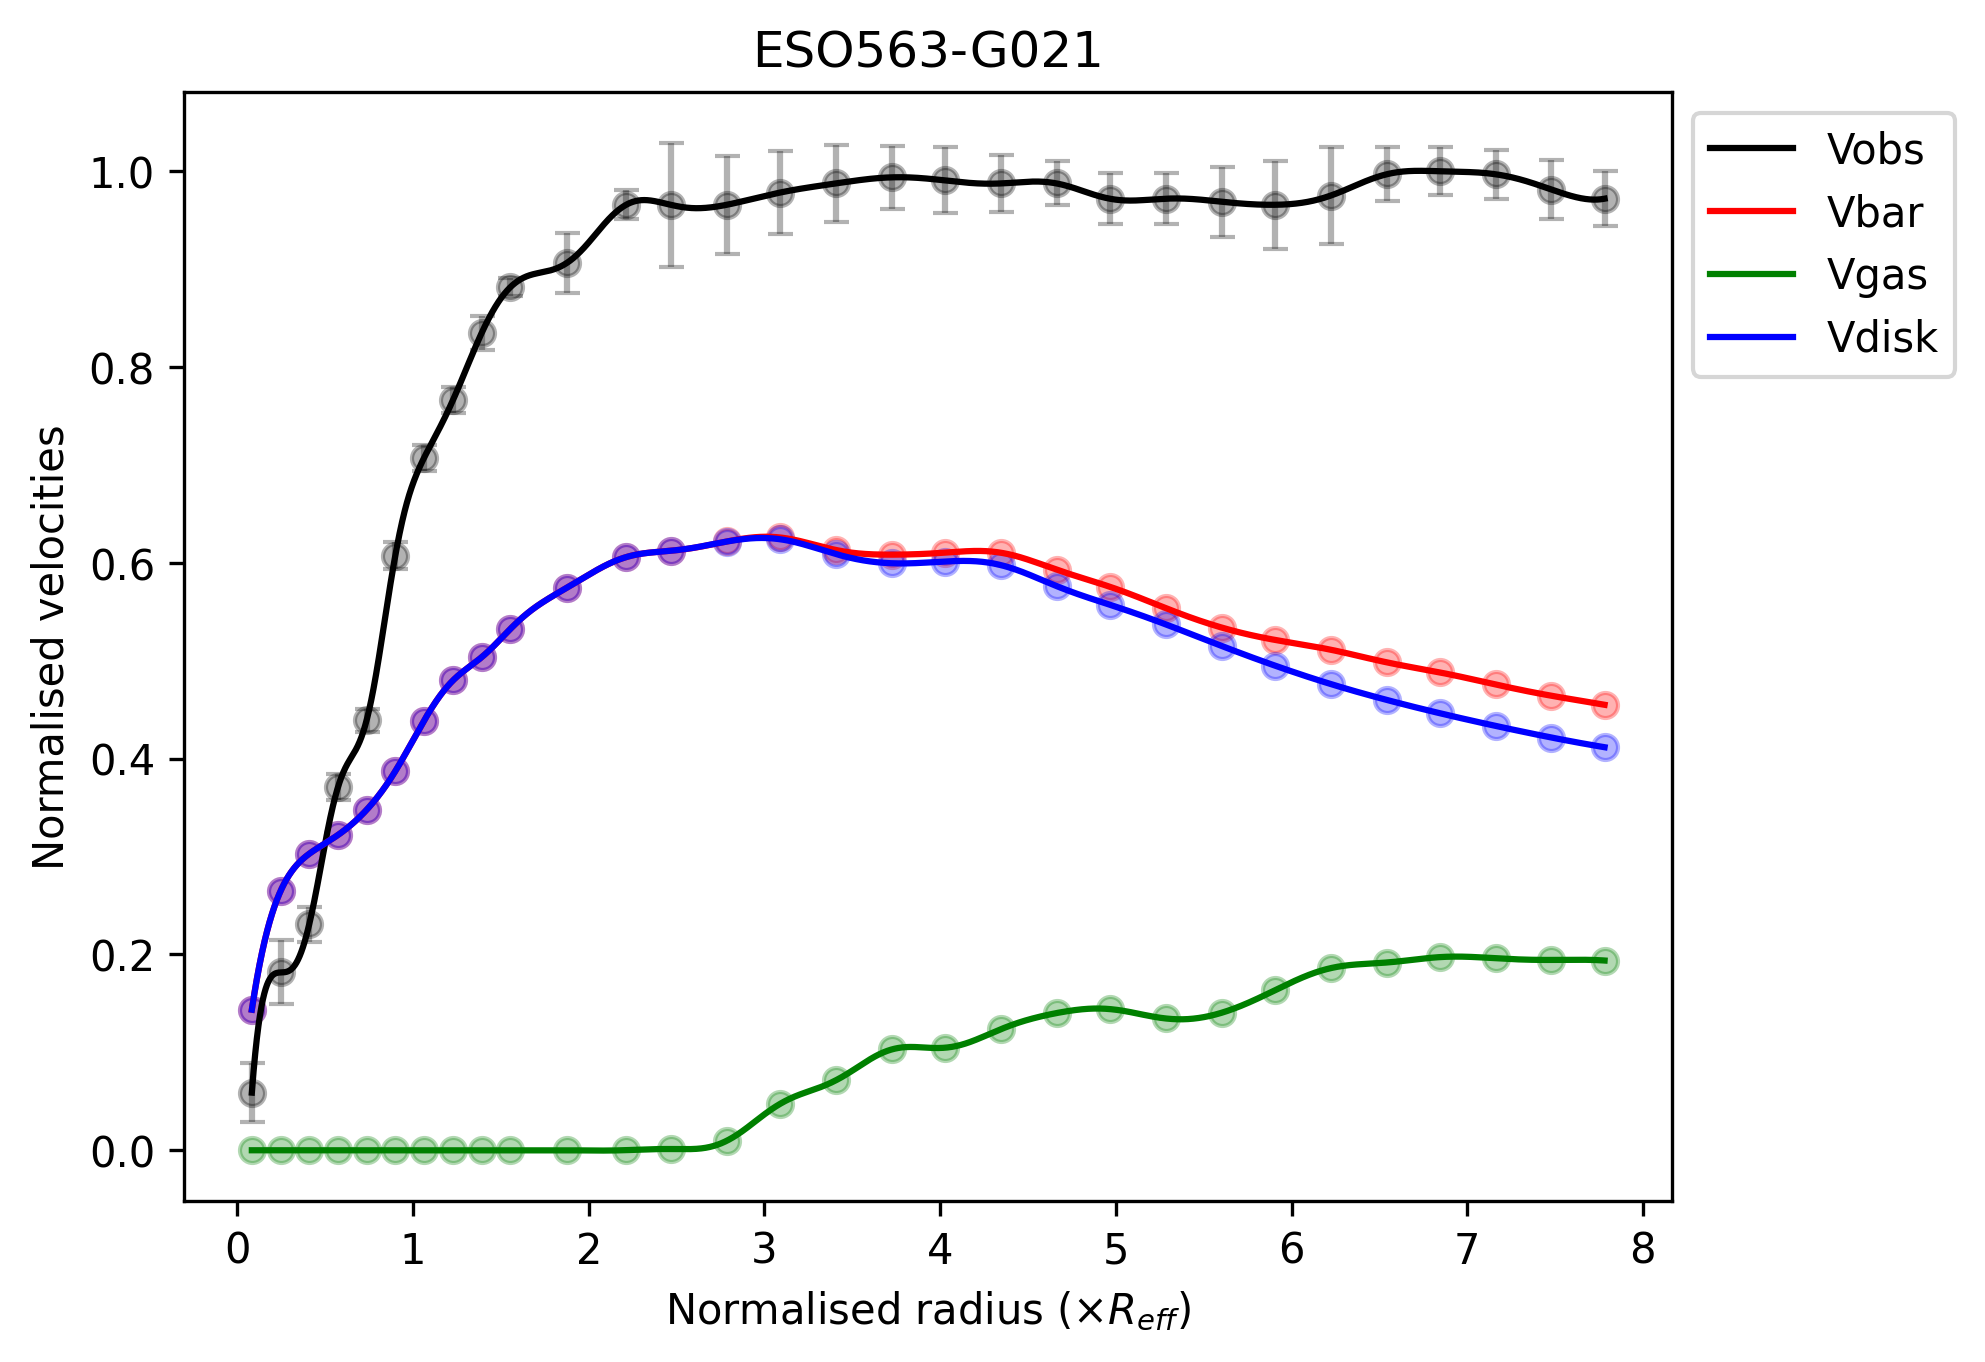 ESO563-G021
Vobs
Vbar
Vgas
Vdisk
1.0
0.8
0.6
0.4
0.2
0.0
Normalised velocities
0 1 2 3 4 5 6 7 8
Normalised radius (×R_eff)